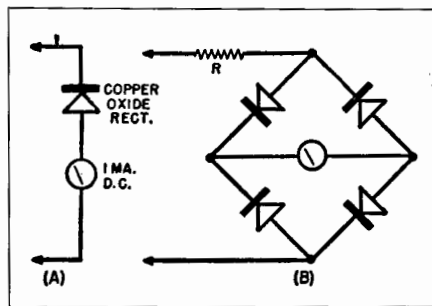 R
COPPER
OXIDE
RECT.
1 MA.
D.C.
(A)
(B)